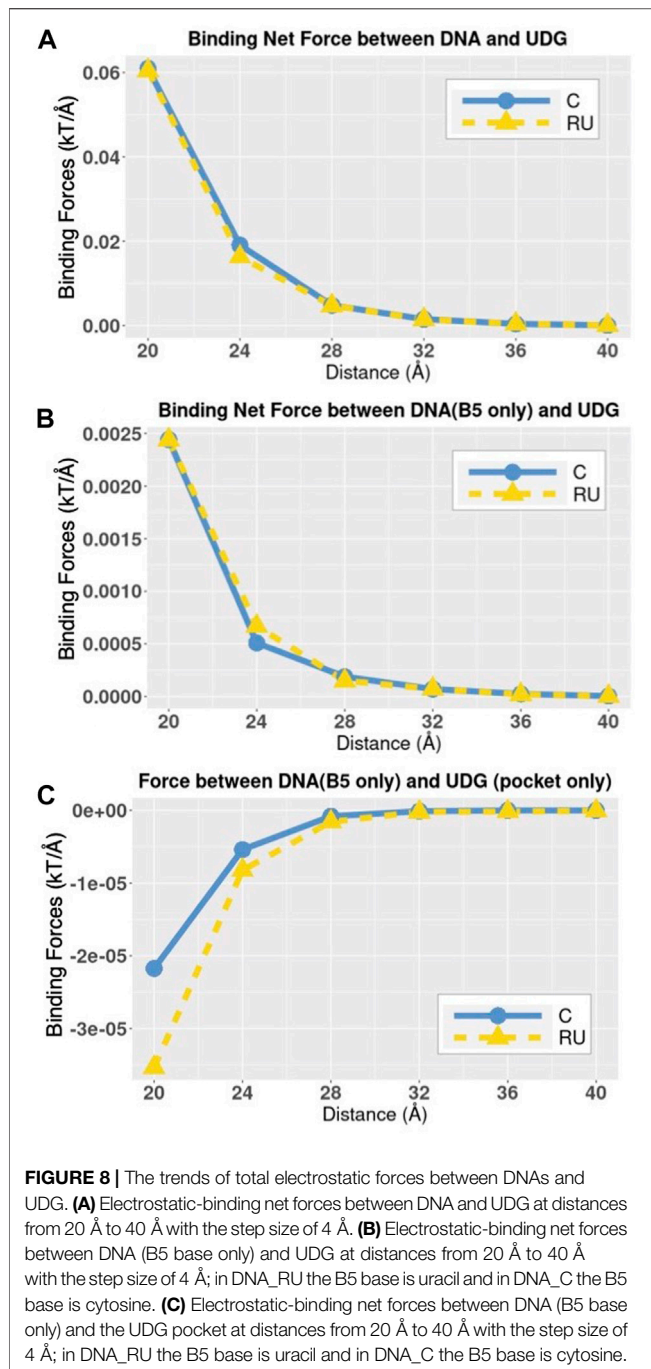 A
Binding Net Force between DNA and UDG
Binding Forces (kT/Å)
0.06
0.04
0.02
0.00
C
RU
20 24 28 32 36 40
Distance (Å)
B
Binding Net Force between DNA(B5 only) and UDG
Binding Forces (kT/Å)
0.0025
0.0020
0.0015
0.0010
0.0005
0.0000
C
RU
20 24 28 32 36 40
Distance (Å)
C
Force between DNA(B5 only) and UDG (pocket only)
Binding Forces (kT/Å)
0e+00
-1e-05
-2e-05
-3e-05
C
RU
20 24 28 32 36 40
Distance (Å)
FIGURE 8 | The trends of total electrostatic forces between DNAs and
UDG. (A) Electrostatic-binding net forces between DNA and UDG at distances
from 20 Å to 40 Å with the step size of 4 Å. (B) Electrostatic-binding net forces
between DNA (B5 base only) and UDG at distances from 20 Å to 40 Å
with the step size of 4 Å; in DNA_RU the B5 base is uracil and in DNA_C the B5
base is cytosine. (C) Electrostatic-binding net forces between DNA (B5 base
only) and the UDG pocket at distances from 20 Å to 40 Å with the step size of
4 Å; in DNA_RU the B5 base is uracil and in DNA_C the B5 base is cytosine.